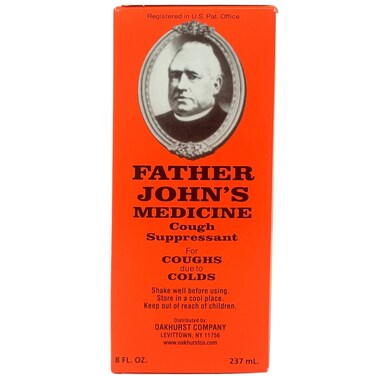 Registered in U.S. Pat. Office
FATHER
JOHN'S
MEDICINE
Cough
Suppressant
For
COUGHS
due to
COLDS
Shake well before using.
Store in a cool place.
Keep out of reach of children.
Distributed by:
OAKHURST COMPANY
LEVITTOWN, NY 11756
www.oakhurstco.com
8 FL. OZ. 237 mL.